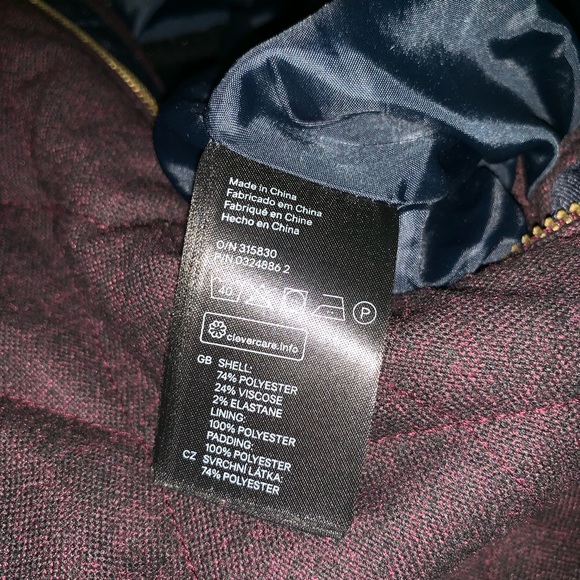 Made in China
Fabricado em China
Fabriqué en Chine
Hecho en China
O/N 315830
P/N 0324886 2
40 P
clevercare.info
GB SHELL:
74% POLYESTER
24% VISCOSE
2% ELASTANE
LINING:
100% POLYESTER
PADDING:
100% POLYESTER
CZ SVRCHNÍ LÁTKA:
74% POLYESTER